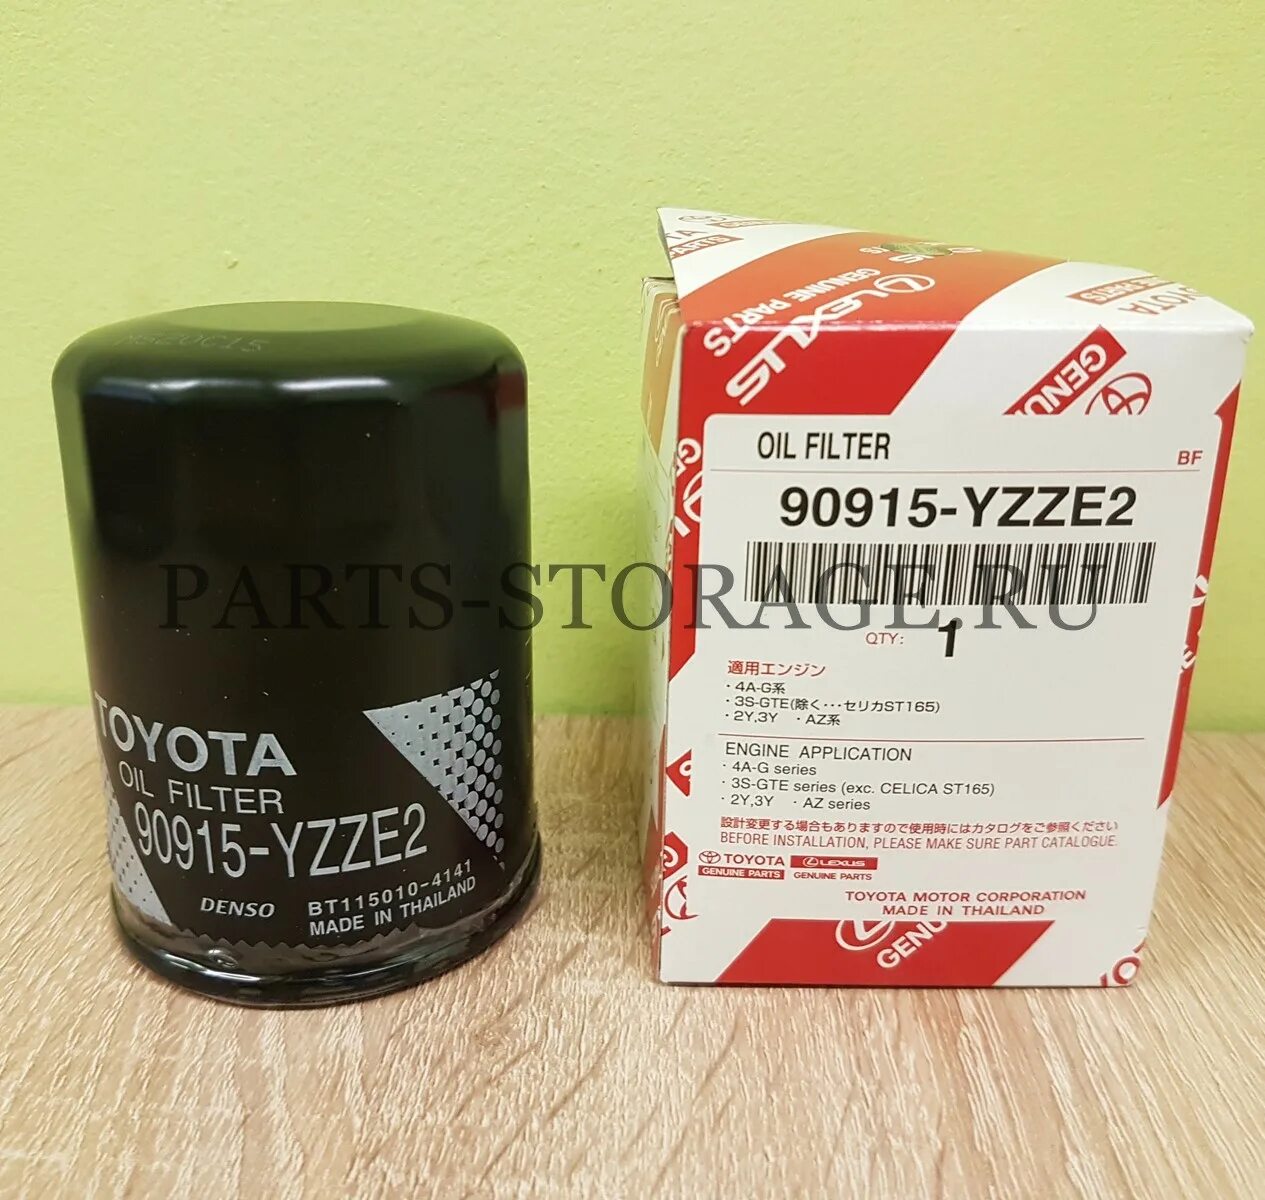 M520C15
TOYOTA
OIL FILTER
90915-YZZE2
DENSO
BT115010-4141
MADE IN THAILAND
LEXUS
GENUINE PARTS
TOYOTA
GENU
OIL FILTER
BF
90915-YZZE2
QTY: 1
適用エンジン
・4A-G系
・3S-GTE(除く･･･セリカST165)
・2Y,3Y ・AZ系
ENGINE APPLICATION
・4A-G series
・3S-GTE series (exc. CELICA ST165)
・2Y,3Y ・AZ series
設計変更する場合もありますので使用時にはカタログをご参照ください
BEFORE INSTALLATION, PLEASE MAKE SURE PART CATALOGUE.
TOYOTA LEXUS
GENUINE PARTS GENUINE PARTS
TOYOTA MOTOR CORPORATION
MADE IN THAILAND
GENU
PARTS-STORAGE.RU